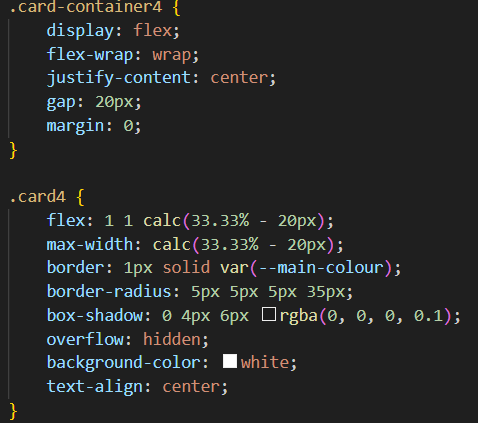 .card-container4 {
display: flex;
flex-wrap: wrap;
justify-content: center;
gap: 20px;
margin: 0;
}
.card4 {
flex: 1 1 calc(33.33% - 20px);
max-width: calc(33.33% - 20px);
border: 1px solid var(--main-colour);
border-radius: 5px 5px 5px 35px;
box-shadow: 0 4px 6px rgba(0, 0, 0, 0.1);
overflow: hidden;
background-color: white;
text-align: center;
}